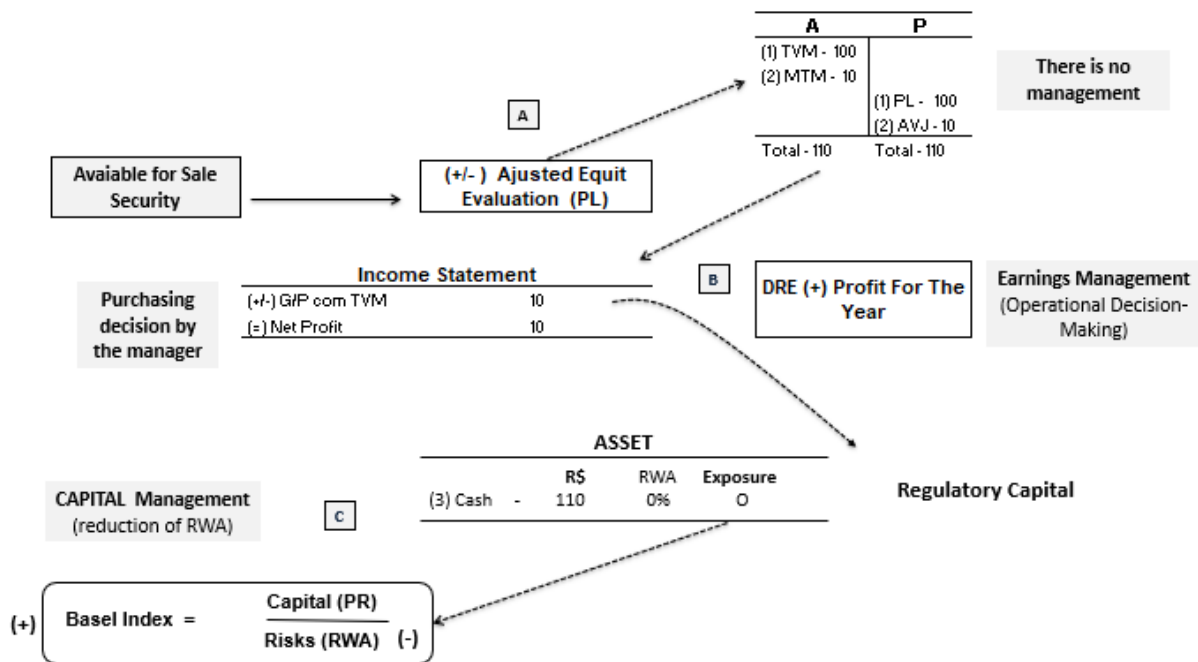 A P
(1) TVM - 100
(2) MTM - 10
(1) PL - 100
(2) AVJ - 10
Total - 110 Total - 110
There is no
management
A
Avaiable for Sale
Security
(+/- ) Ajusted Equit
Evaluation (PL)
Income Statement
(+/-) G/P com TVM 10
(=) Net Profit 10
Purchasing
decision by
the manager
B
DRE (+) Profit For The
Year
Earnings Management
(Operational Decision-
Making)
ASSET
R$ RWA Exposure
(3) Cash - 110 0% O
CAPITAL Management
(reduction of RWA)
C
Regulatory Capital
(+) Basel Index = Capital (PR)
Risks (RWA) (-)